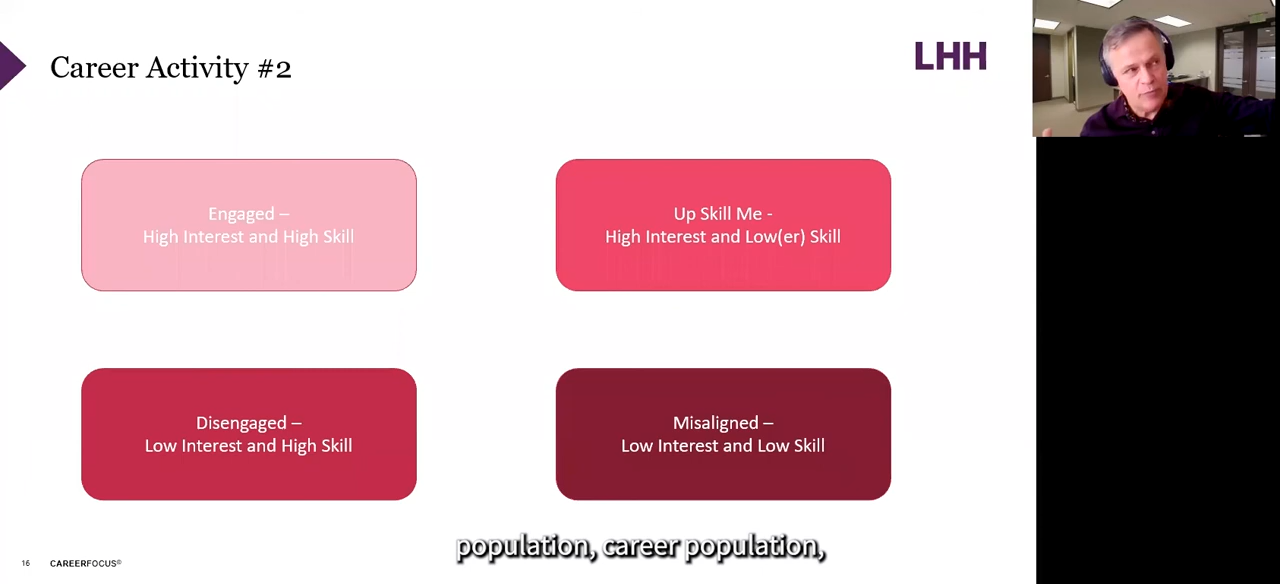 Career Activity #2
LHH
Engaged –
High Interest and High Skill
Up Skill Me -
High Interest and Low(er) Skill
Disengaged –
Low Interest and High Skill
Misaligned –
Low Interest and Low Skill
population, career population,
16 CAREERFOCUS®